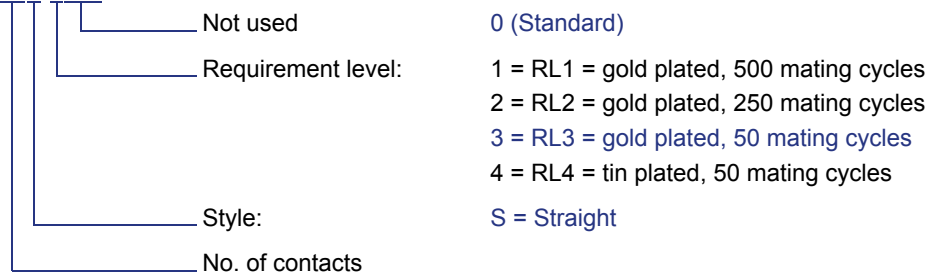 Not used 0 (Standard)
Requirement level: 1 = RL1 = gold plated, 500 mating cycles
2 = RL2 = gold plated, 250 mating cycles
3 = RL3 = gold plated, 50 mating cycles
4 = RL4 = tin plated, 50 mating cycles
Style: S = Straight
No. of contacts